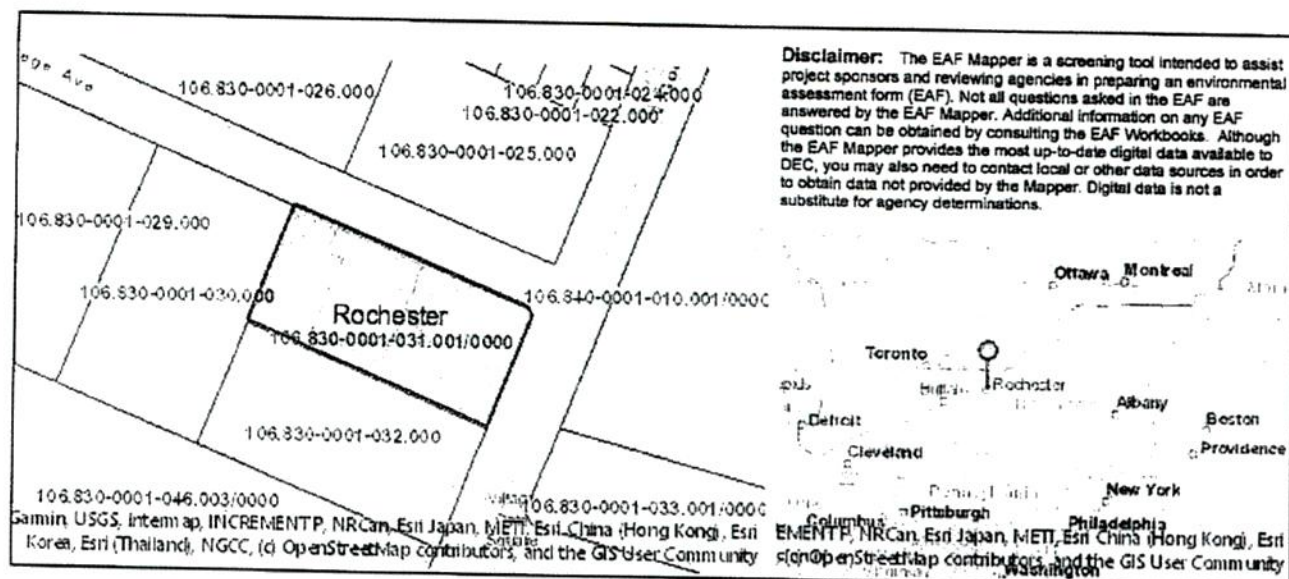 Disclaimer: The EAF Mapper is a screening tool intended to assist
project sponsors and reviewing agencies in preparing an environmental
assessment form (EAF). Not all questions asked in the EAF are
answered by the EAF Mapper. Additional information on any EAF
question can be obtained by consulting the EAF Workbooks. Although
the EAF Mapper provides the most up-to-date digital data available to
DEC, you may also need to contact local or other data sources in order
to obtain data not provided by the Mapper. Digital data is not a
substitute for agency determinations.
ege Ave
106.830-0001-026.000
106.830-0001-024.000
106.830-0001-022.000
106.830-0001-025.000
106.830-0001-029.000
106.830-0001-030.000
106.840-0001-010.001/0000
Rochester
106.830-0001-031.001/0000
106.830-0001-032.000
106.830-0001-046.003/0000
106.830-0001-033.001/0000
Garmin, USGS, Intermap, INCREMENT P, NRCan, Esri Japan, METI, Esri China (Hong Kong), Esri
Korea, Esri (Thailand), NGCC, (c) OpenStreetMap contributors, and the GIS User Community
Ottawa
Montreal
Toronto
Buffalo
Rochester
Albany
Detroit
Boston
Providence
Cleveland
New York
Pennsylvania
Pittsburgh
Columbus
Philadelphia
EMENT P, NRCan, Esri Japan, METI, Esri China (Hong Kong), Esri
OpenStreetMap contributors, and the GIS User Community
Washington